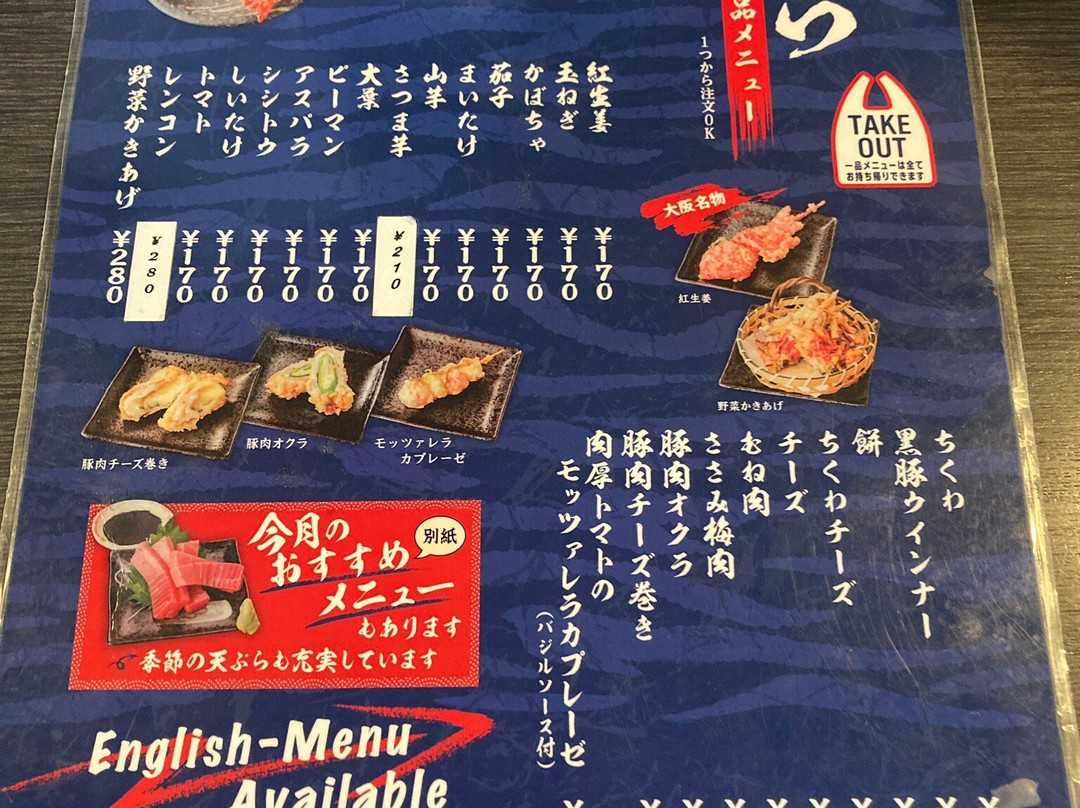 り
品メニュー
1つから注文OK
TAKE
OUT
一品メニューは全て
お持ち帰りできます
紅生姜 ¥170
玉ねぎ ¥170
かぼちゃ ¥170
茄子 ¥170
まいたけ ¥170
山芋 ¥170
さつま芋 ¥210
大葉 ¥170
ピーマン ¥170
アスパラ ¥170
シシトウ ¥170
しいたけ ¥170
トマト ¥170
レンコン ¥280
野菜かきあげ ¥280
大阪名物
紅生姜
野菜かきあげ
豚肉チーズ巻き
豚肉オクラ
モッツァレラ
カプレーゼ
ちくわ
黒豚ウインナー
餅
ちくわチーズ
チーズ
むね肉
ささみ梅肉
豚肉オクラ
豚肉チーズ巻き
肉厚トマトの
モッツァレラカプレーゼ
(バジルソース付)
別紙
今月の
おすすめ
メニュー
もあります
季節の天ぷらも充実しています
English-Menu
Available